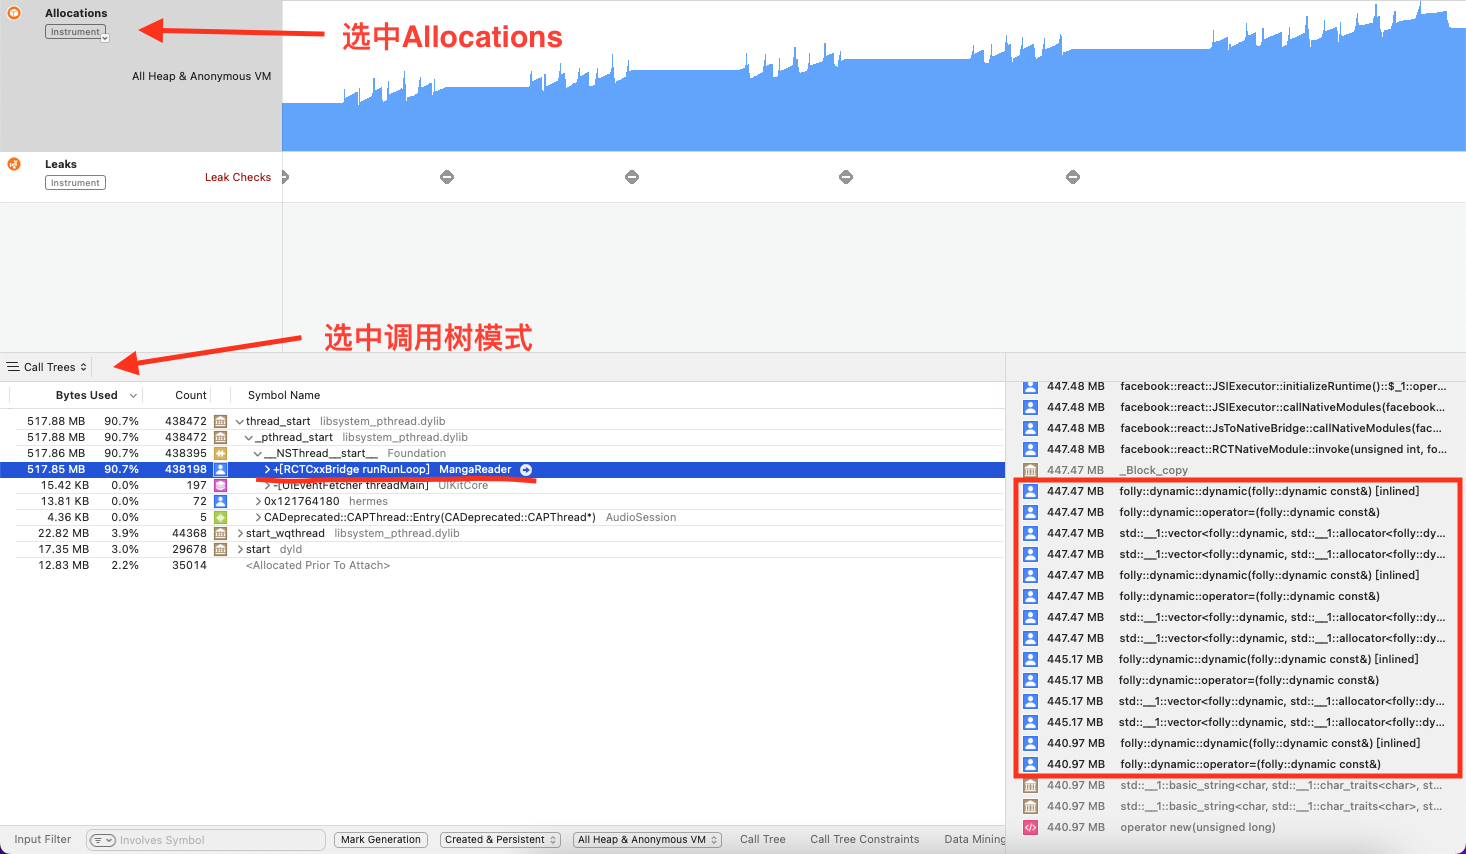 Allocations
Instrument
选中Allocations
All Heap & Anonymous VM
Leaks
Instrument
Leak Checks
选中调用树模式
Call Trees
Bytes Used Count Symbol Name
517.88 MB 90.7% 438472 thread_start libsystem_pthread.dylib
517.88 MB 90.7% 438472 _pthread_start libsystem_pthread.dylib
517.86 MB 90.7% 438395 __NSThread__start__ Foundation
517.85 MB 90.7% 438198 +[RCTCxxBridge runRunLoop] MangaReader
15.42 KB 0.0% 197 -[UIEventFetcher threadMain] UIKitCore
13.81 KB 0.0% 72 0x121764180 hermes
4.36 KB 0.0% 5 CADeprecated::CAPThread::Entry(CADeprecated::CAPThread*) AudioSession
22.82 MB 3.9% 44368 start_wqthread libsystem_pthread.dylib
17.35 MB 3.0% 29678 start dyld
12.83 MB 2.2% 35014 <Allocated Prior To Attach>
447.48 MB facebook::react::JSIExecutor::initializeRuntime()::$_1::oper...
447.48 MB facebook::react::JSIExecutor::callNativeModules(facebook...
447.48 MB facebook::react::JsToNativeBridge::callNativeModules(fac...
447.48 MB facebook::react::RCTNativeModule::invoke(unsigned int, fo...
447.47 MB _Block_copy
447.47 MB folly::dynamic::dynamic(folly::dynamic const&) [inlined]
447.47 MB folly::dynamic::operator=(folly::dynamic const&)
447.47 MB std::__1::vector<folly::dynamic, std::__1::allocator<folly::dy...
447.47 MB std::__1::vector<folly::dynamic, std::__1::allocator<folly::dy...
447.47 MB folly::dynamic::dynamic(folly::dynamic const&) [inlined]
447.47 MB folly::dynamic::operator=(folly::dynamic const&)
447.47 MB std::__1::vector<folly::dynamic, std::__1::allocator<folly::dy...
447.47 MB std::__1::vector<folly::dynamic, std::__1::allocator<folly::dy...
445.17 MB folly::dynamic::dynamic(folly::dynamic const&) [inlined]
445.17 MB folly::dynamic::operator=(folly::dynamic const&)
445.17 MB std::__1::vector<folly::dynamic, std::__1::allocator<folly::dy...
445.17 MB std::__1::vector<folly::dynamic, std::__1::allocator<folly::dy...
440.97 MB folly::dynamic::dynamic(folly::dynamic const&) [inlined]
440.97 MB folly::dynamic::operator=(folly::dynamic const&)
440.97 MB std::__1::basic_string<char, std::__1::char_traits<char>, st...
440.97 MB std::__1::basic_string<char, std::__1::char_traits<char>, st...
440.97 MB operator new(unsigned long)
Input Filter Involves Symbol Mark Generation Created & Persistent All Heap & Anonymous VM Call Tree Call Tree Constraints Data Mining